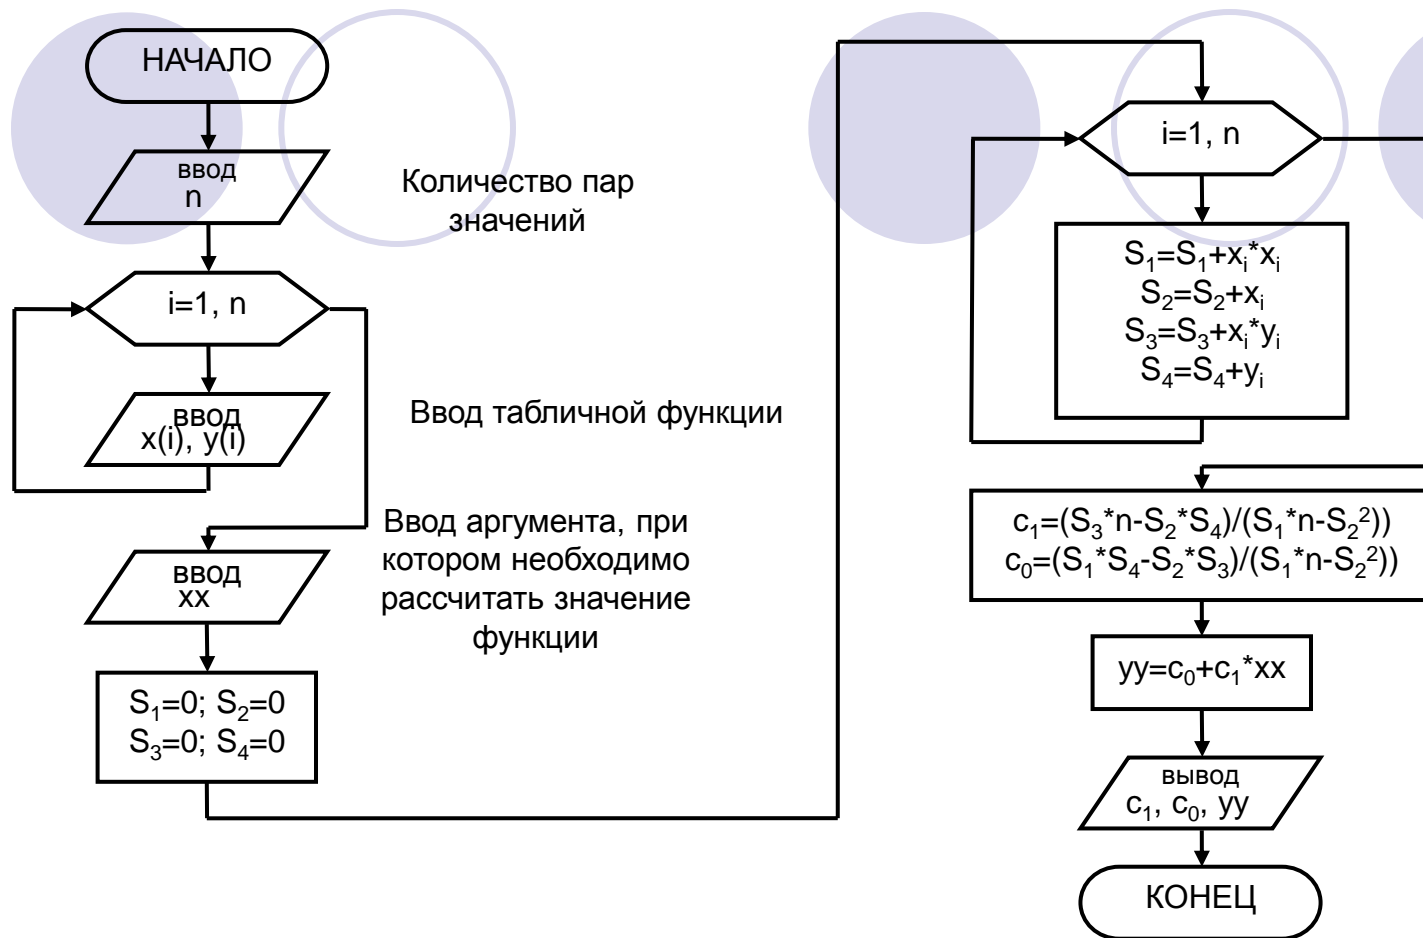 НАЧАЛО
ввод
n
Количество пар
значений
i=1, n
ввод
x(i), y(i)
Ввод табличной функции
Ввод аргумента, при
котором необходимо
рассчитать значение
функции
ввод
xx
S₁=0; S₂=0
S₃=0; S₄=0
i=1, n
S₁=S₁+xᵢ*xᵢ
S₂=S₂+xᵢ
S₃=S₃+xᵢ*yᵢ
S₄=S₄+yᵢ
c₁=(S₃*n-S₂*S₄)/(S₁*n-S₂²))
c₀=(S₁*S₄-S₂*S₃)/(S₁*n-S₂²))
yy=c₀+c₁*xx
вывод
c₁, c₀, yy
КОНЕЦ